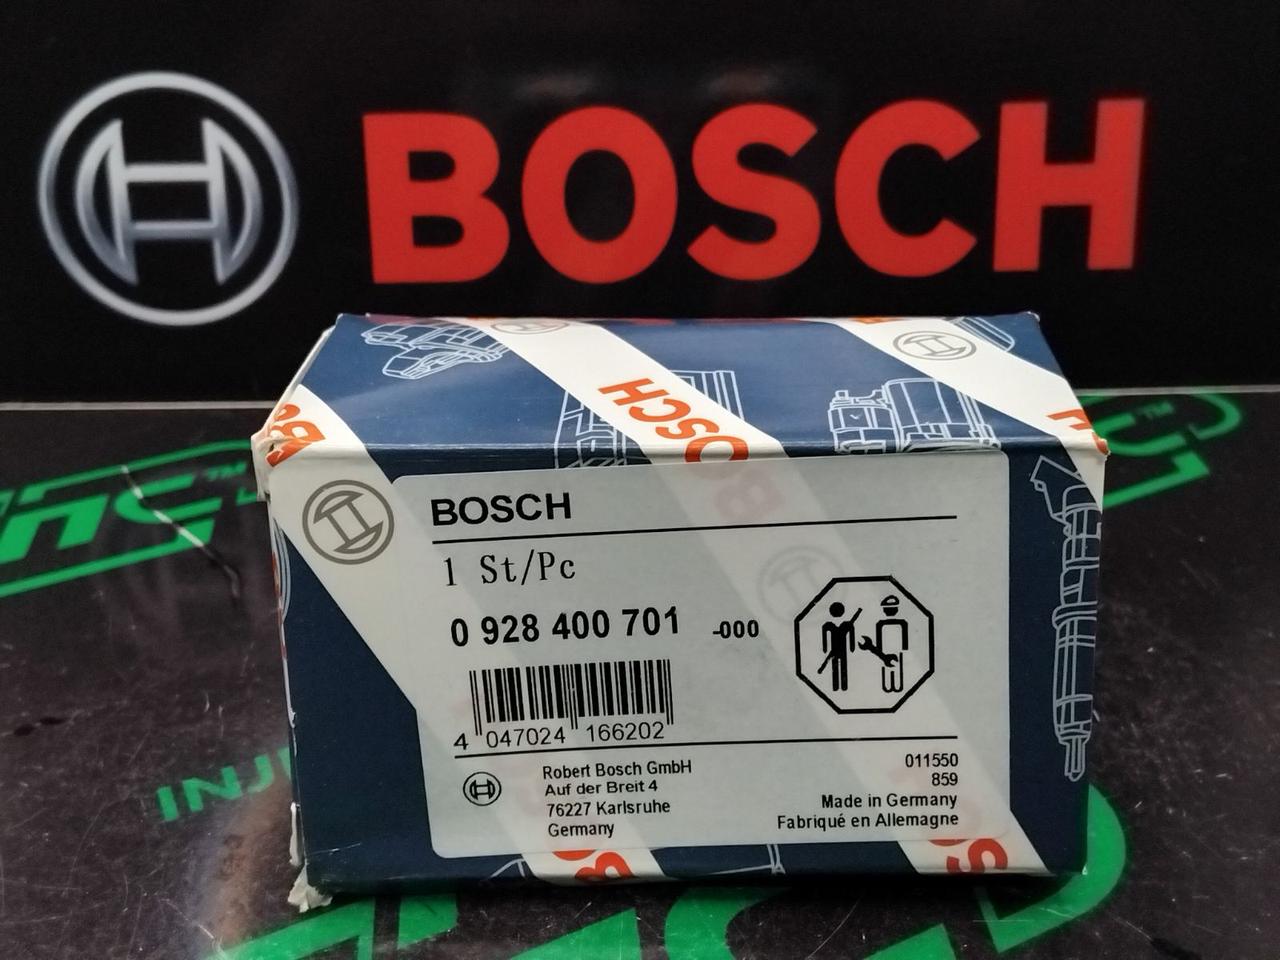 BOSCH
BOSCH
BOSCH
1 St/Pc
0 928 400 701 -000
4 047024 166202
Robert Bosch GmbH
Auf der Breit 4
76227 Karlsruhe
Germany
011550
859
Made in Germany
Fabriqué en Allemagne